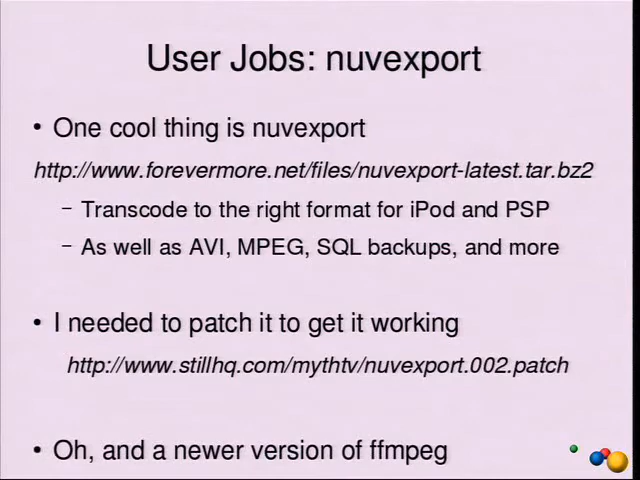 User Jobs: nuvexport
• One cool thing is nuvexport
http://www.forevermore.net/files/nuvexport-latest.tar.bz2
– Transcode to the right format for iPod and PSP
– As well as AVI, MPEG, SQL backups, and more
• I needed to patch it to get it working
http://www.stillhq.com/mythtv/nuvexport.002.patch
• Oh, and a newer version of ffmpeg